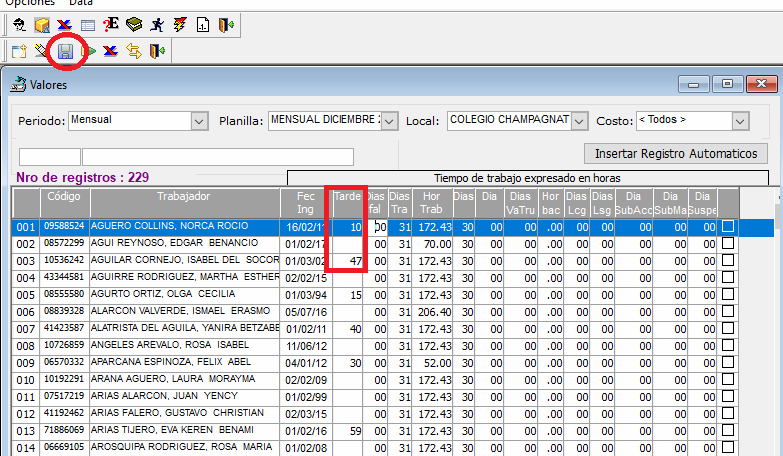 Opciones Data
?E
Valores
Periodo: Mensual Planilla: MENSUAL DICIEMBRE Local: COLEGIO CHAMPAGNAT Costo: < Todos >
Insertar Registro Automaticos
Nro de registros : 229 Tiempo de trabajo expresado en horas
Código Trabajador Fec Tarde Dias Dias Hor Dias Dia Dias Hor Dias Dias Dia Dia Dia
Ing fal Tra Trab VaTru bac Lcg Lsg SubAcc SubMa Suspe
001 09588524 AGUERO COLLINS, NORCA ROCIO 16/02/1 10 00 31 172.43 30 00 00 .00 00 00 00 00 00
002 08572299 AGUI REYNOSO, EDGAR BENANCIO 01/02/17 00 31 70.00 30 00 00 .00 00 00 00 00 00
003 10536242 AGUILAR CORNEJO, ISABEL DEL SOCOR 01/03/02 47 00 31 172.43 30 00 00 .00 00 00 00 00 00
004 43344581 AGUIRRE RODRIGUEZ, MARTHA ESTHER 02/02/15 00 31 172.43 30 00 00 .00 00 00 00 00 00
005 08555580 AGURTO ORTIZ, OLGA CECILIA 01/03/94 15 00 31 172.43 30 00 00 .00 00 00 00 00 00
006 08839328 ALARCON VALVERDE, ISMAEL ERASMO 05/07/16 00 31 206.40 30 00 00 .00 00 00 00 00 00
007 41423587 ALATRISTA DEL AGUILA, YANIRA BETZABE 01/02/11 40 00 31 172.43 30 00 00 .00 00 00 00 00 00
008 10726859 ANGELES AREVALO, ROSA ISABEL 11/06/12 00 31 172.43 30 00 00 .00 00 00 00 00 00
009 06570332 APARCANA ESPINOZA, FELIX ABEL 04/01/12 30 00 31 52.00 30 00 00 .00 00 00 00 00 00
010 10192291 ARANA AGUERO, LAURA MORAYMA 02/02/09 00 31 172.43 30 00 00 .00 00 00 00 00 00
011 07517219 ARIAS ALARCON, JUAN YENCY 01/02/99 00 31 172.43 30 00 00 .00 00 00 00 00 00
012 41192462 ARIAS FALERO, GUSTAVO CHRISTIAN 02/03/15 00 31 172.43 30 00 00 .00 00 00 00 00 00
013 71886069 ARIAS TIJERO, EVA KEREN BENAMI 01/02/16 59 00 31 172.43 30 00 00 .00 00 00 00 00 00
014 06669105 AROSQUIPA RODRIGUEZ, ROSA MARIA 01/02/08 00 31 172.43 30 00 00 .00 00 00 00 00 00